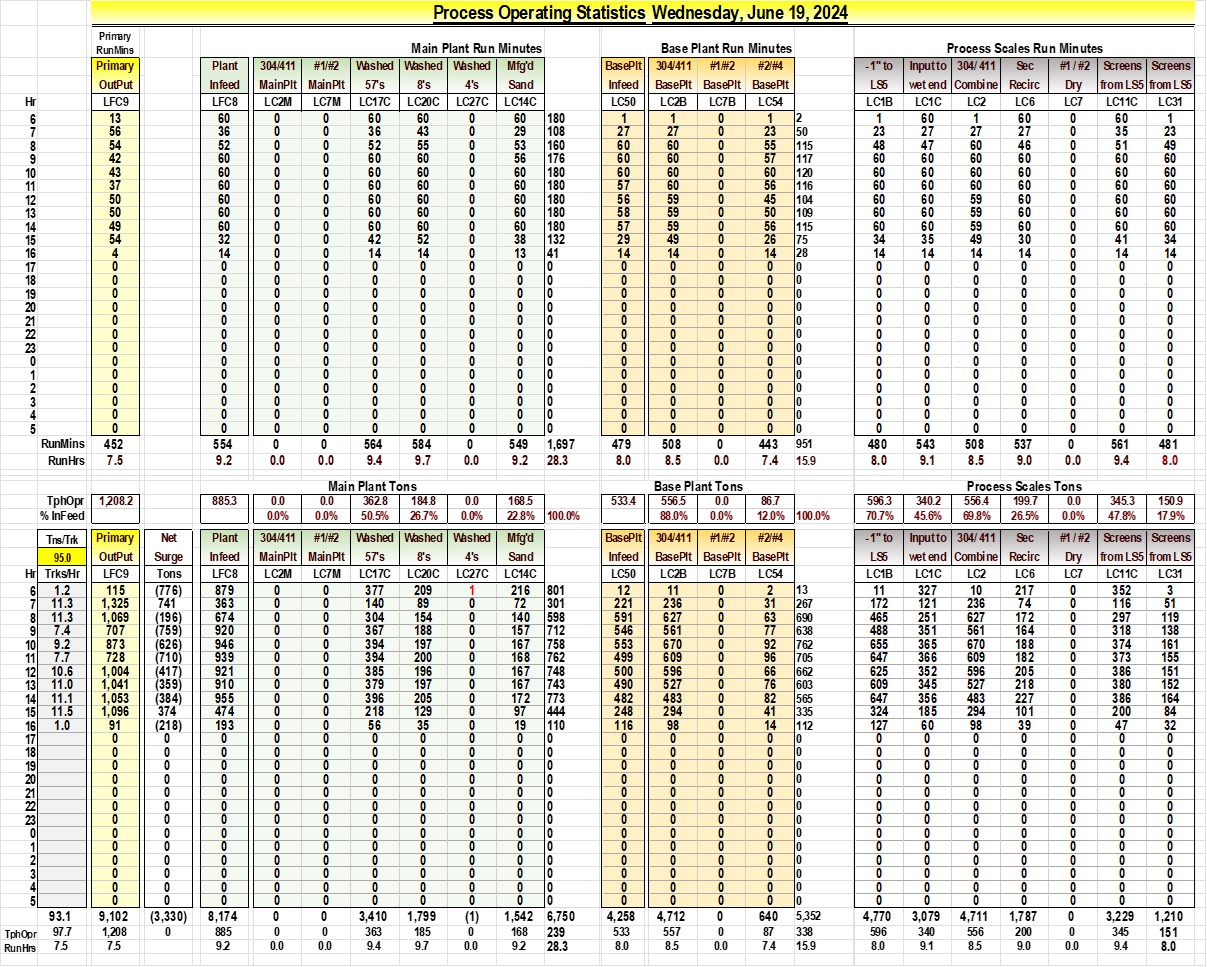 Process Operating Statistics Wednesday, June 19, 2024
Primary
RunMins Main Plant Run Minutes Base Plant Run Minutes Process Scales Run Minutes
Primary Plant 304/411 #1/#2 Washed Washed Washed Mfg'd BasePlt 304/411 #1/#2 #2/#4 -1" to Input to 304/ 411 Sec #1 / #2 Screens Screens
OutPut Infeed MainPlt MainPlt 57's 8's 4's Sand Infeed BasePlt BasePlt BasePlt LS5 wet end Combine Recirc Dry from LS5 from LS5
Hr LFC9 LFC8 LC2M LC7M LC17C LC20C LC27C LC14C LC50 LC2B LC7B LC54 LC1B LC1C LC2 LC6 LC7 LC11C LC31
6 13 60 0 0 60 60 0 60 180 1 1 0 1 2 1 60 1 60 0 60 1
7 56 36 0 0 36 43 0 29 108 27 27 0 23 50 23 27 27 27 0 35 23
8 54 52 0 0 52 55 0 53 160 60 60 0 55 115 48 47 60 46 0 51 49
9 42 60 0 0 60 60 0 56 176 60 60 0 57 117 60 60 60 60 0 60 60
10 43 60 0 0 60 60 0 60 180 60 60 0 60 120 60 60 60 60 0 60 60
11 37 60 0 0 60 60 0 60 180 57 60 0 56 116 60 60 60 60 0 60 60
12 50 60 0 0 60 60 0 60 180 56 59 0 45 104 60 60 59 60 0 60 60
13 50 60 0 0 60 60 0 60 180 58 59 0 50 109 60 60 59 60 0 60 60
14 49 60 0 0 60 60 0 60 180 57 59 0 56 115 60 60 59 60 0 60 60
15 54 32 0 0 42 52 0 38 132 29 49 0 26 75 34 35 49 30 0 41 34
16 4 14 0 0 14 14 0 13 41 14 14 0 14 28 14 14 14 14 0 14 14
17 0 0 0 0 0 0 0 0 0 0 0 0 0 0 0 0 0 0 0 0 0
18 0 0 0 0 0 0 0 0 0 0 0 0 0 0 0 0 0 0 0 0 0
19 0 0 0 0 0 0 0 0 0 0 0 0 0 0 0 0 0 0 0 0 0
20 0 0 0 0 0 0 0 0 0 0 0 0 0 0 0 0 0 0 0 0 0
21 0 0 0 0 0 0 0 0 0 0 0 0 0 0 0 0 0 0 0 0 0
22 0 0 0 0 0 0 0 0 0 0 0 0 0 0 0 0 0 0 0 0 0
23 0 0 0 0 0 0 0 0 0 0 0 0 0 0 0 0 0 0 0 0 0
0 0 0 0 0 0 0 0 0 0 0 0 0 0 0 0 0 0 0 0 0 0
1 0 0 0 0 0 0 0 0 0 0 0 0 0 0 0 0 0 0 0 0 0
2 0 0 0 0 0 0 0 0 0 0 0 0 0 0 0 0 0 0 0 0 0
3 0 0 0 0 0 0 0 0 0 0 0 0 0 0 0 0 0 0 0 0 0
4 0 0 0 0 0 0 0 0 0 0 0 0 0 0 0 0 0 0 0 0 0
5 0 0 0 0 0 0 0 0 0 0 0 0 0 0 0 0 0 0 0 0 0
RunMins 452 554 0 0 564 584 0 549 1,697 479 508 0 443 951 480 543 508 537 0 561 481
RunHrs 7.5 9.2 0.0 0.0 9.4 9.7 0.0 9.2 28.3 8.0 8.5 0.0 7.4 15.9 8.0 9.1 8.5 9.0 0.0 9.4 8.0
Main Plant Tons Base Plant Tons Process Scales Tons
TphOpr 1,208.2 885.3 0.0 0.0 362.8 184.8 0.0 168.5 533.4 556.5 0.0 86.7 596.3 340.2 556.4 199.7 0.0 345.3 150.9
% InFeed 0.0% 0.0% 50.5% 26.7% 0.0% 22.8% 100.0% 88.0% 0.0% 12.0% 100.0% 70.7% 45.6% 69.8% 26.5% 0.0% 47.8% 17.9%
Tns/Trk Primary Net Plant 304/411 #1/#2 Washed Washed Washed Mfg'd BasePlt 304/411 #1/#2 #2/#4 -1" to Input to 304/ 411 Sec #1 / #2 Screens Screens
95.0 OutPut Surge Infeed MainPlt MainPlt 57's 8's 4's Sand Infeed BasePlt BasePlt BasePlt LS5 wet end Combine Recirc Dry from LS5 from LS5
Hr Trks/Hr LFC9 Tons LFC8 LC2M LC7M LC17C LC20C LC27C LC14C LC50 LC2B LC7B LC54 LC1B LC1C LC2 LC6 LC7 LC11C LC31
6 1.2 115 (776) 879 0 0 377 209 1 216 801 12 11 0 2 13 11 327 10 217 0 352 3
7 11.3 1,325 741 363 0 0 140 89 0 72 301 221 236 0 31 267 172 121 236 74 0 116 51
8 11.3 1,069 (196) 674 0 0 304 154 0 140 598 591 627 0 63 690 465 251 627 172 0 297 119
9 7.4 707 (759) 920 0 0 367 188 0 157 712 546 561 0 77 638 488 351 561 164 0 318 138
10 9.2 873 (626) 946 0 0 394 197 0 167 758 553 670 0 92 762 655 365 670 188 0 374 161
11 7.7 728 (710) 939 0 0 394 200 0 168 762 499 609 0 96 705 647 366 609 182 0 373 155
12 10.6 1,004 (417) 921 0 0 385 196 0 167 748 500 596 0 66 662 625 352 596 205 0 386 151
13 11.0 1,041 (359) 910 0 0 379 197 0 167 743 490 527 0 76 603 609 345 527 218 0 380 152
14 11.1 1,053 (384) 955 0 0 396 205 0 172 773 482 483 0 82 565 647 356 483 227 0 386 164
15 11.5 1,096 374 474 0 0 218 129 0 97 444 248 294 0 41 335 324 185 294 101 0 200 84
16 1.0 91 (218) 193 0 0 56 35 0 19 110 116 98 0 14 112 127 60 98 39 0 47 32
17 0 0 0 0 0 0 0 0 0 0 0 0 0 0 0 0 0 0 0 0 0 0
18 0 0 0 0 0 0 0 0 0 0 0 0 0 0 0 0 0 0 0 0 0 0
19 0 0 0 0 0 0 0 0 0 0 0 0 0 0 0 0 0 0 0 0 0 0
20 0 0 0 0 0 0 0 0 0 0 0 0 0 0 0 0 0 0 0 0 0 0
21 0 0 0 0 0 0 0 0 0 0 0 0 0 0 0 0 0 0 0 0 0 0
22 0 0 0 0 0 0 0 0 0 0 0 0 0 0 0 0 0 0 0 0 0 0
23 0 0 0 0 0 0 0 0 0 0 0 0 0 0 0 0 0 0 0 0 0 0
0 0 0 0 0 0 0 0 0 0 0 0 0 0 0 0 0 0 0 0 0 0 0
1 0 0 0 0 0 0 0 0 0 0 0 0 0 0 0 0 0 0 0 0 0 0
2 0 0 0 0 0 0 0 0 0 0 0 0 0 0 0 0 0 0 0 0 0 0
3 0 0 0 0 0 0 0 0 0 0 0 0 0 0 0 0 0 0 0 0 0 0
4 0 0 0 0 0 0 0 0 0 0 0 0 0 0 0 0 0 0 0 0 0 0
5 0 0 0 0 0 0 0 0 0 0 0 0 0 0 0 0 0 0 0 0 0 0
93.1 9,102 (3,330) 8,174 0 0 3,410 1,799 (1) 1,542 6,750 4,258 4,712 0 640 5,352 4,770 3,079 4,711 1,787 0 3,229 1,210
TphOpr 97.7 1,208 0 885 0 0 363 185 0 168 239 533 557 0 87 338 596 340 556 200 0 345 151
RunHrs 7.5 7.5 9.2 0.0 0.0 9.4 9.7 0.0 9.2 28.3 8.0 8.5 0.0 7.4 15.9 8.0 9.1 8.5 9.0 0.0 9.4 8.0